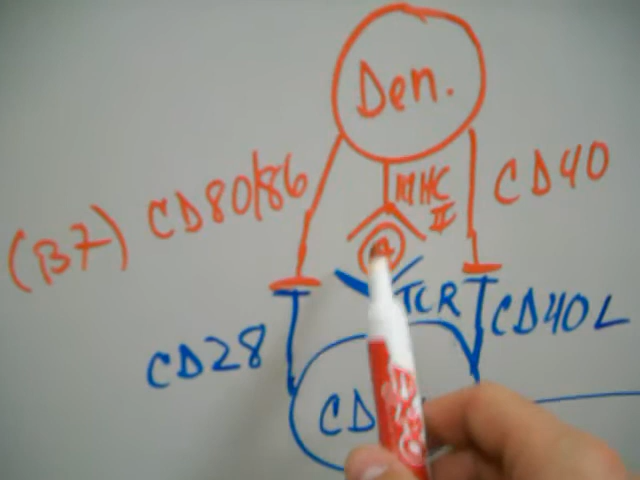 Den.
(B7) CD80/86
MHC
II
CD40
TCR
CD28
CD40L
CD